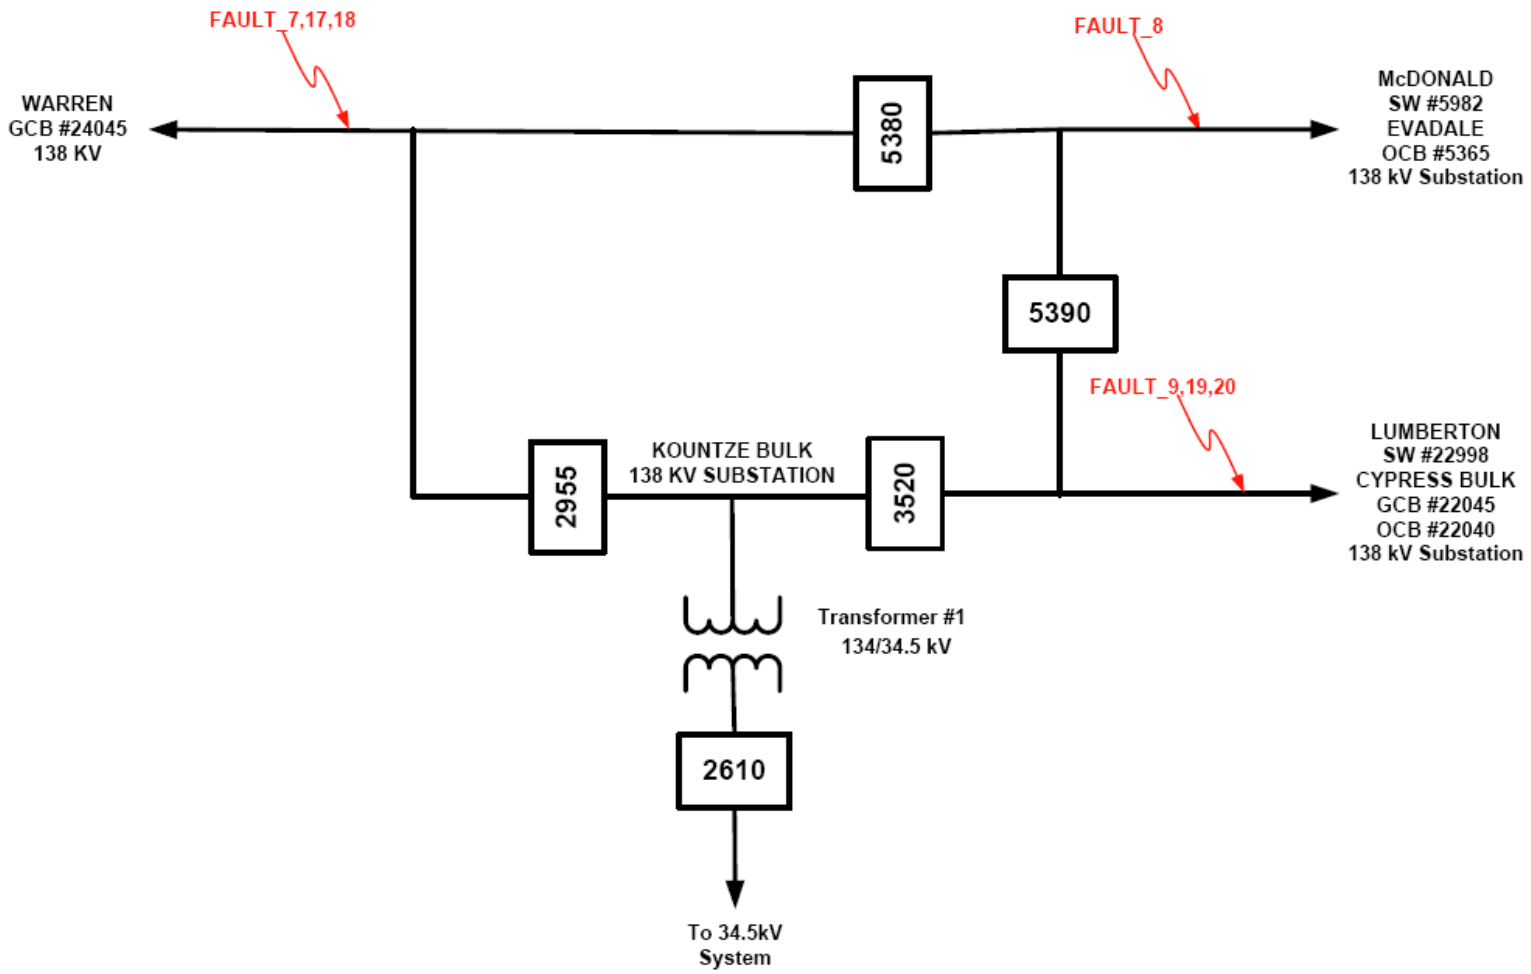 FAULT_7,17,18
FAULT_8
WARREN
GCB #24045
138 KV
5380
McDONALD
SW #5982
EVADALE
OCB #5365
138 kV Substation
5390
FAULT_9,19,20
2955
KOUNTZE BULK
138 KV SUBSTATION
3520
LUMBERTON
SW #22998
CYPRESS BULK
GCB #22045
OCB #22040
138 kV Substation
Transformer #1
134/34.5 kV
2610
To 34.5kV
System